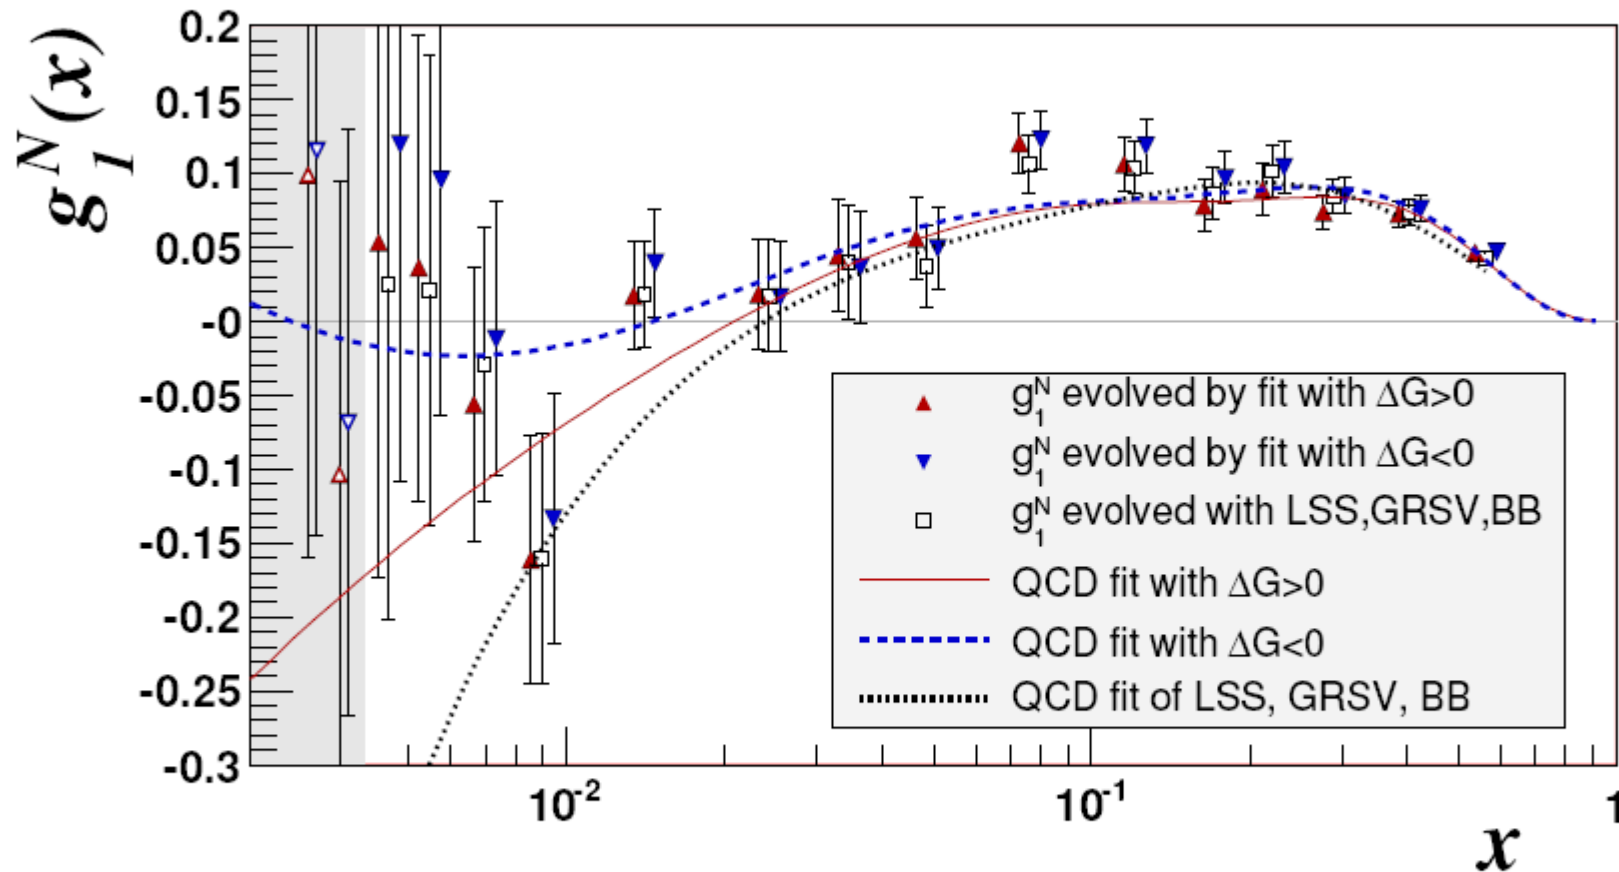 g₁ᴺ(x)
0.2
0.15
0.1
0.05
-0
-0.05
-0.1
-0.15
-0.2
-0.25
-0.3
g₁ᴺ evolved by fit with ΔG>0
g₁ᴺ evolved by fit with ΔG<0
g₁ᴺ evolved with LSS,GRSV,BB
QCD fit with ΔG>0
QCD fit with ΔG<0
QCD fit of LSS, GRSV, BB
10⁻² 10⁻¹ 1
x